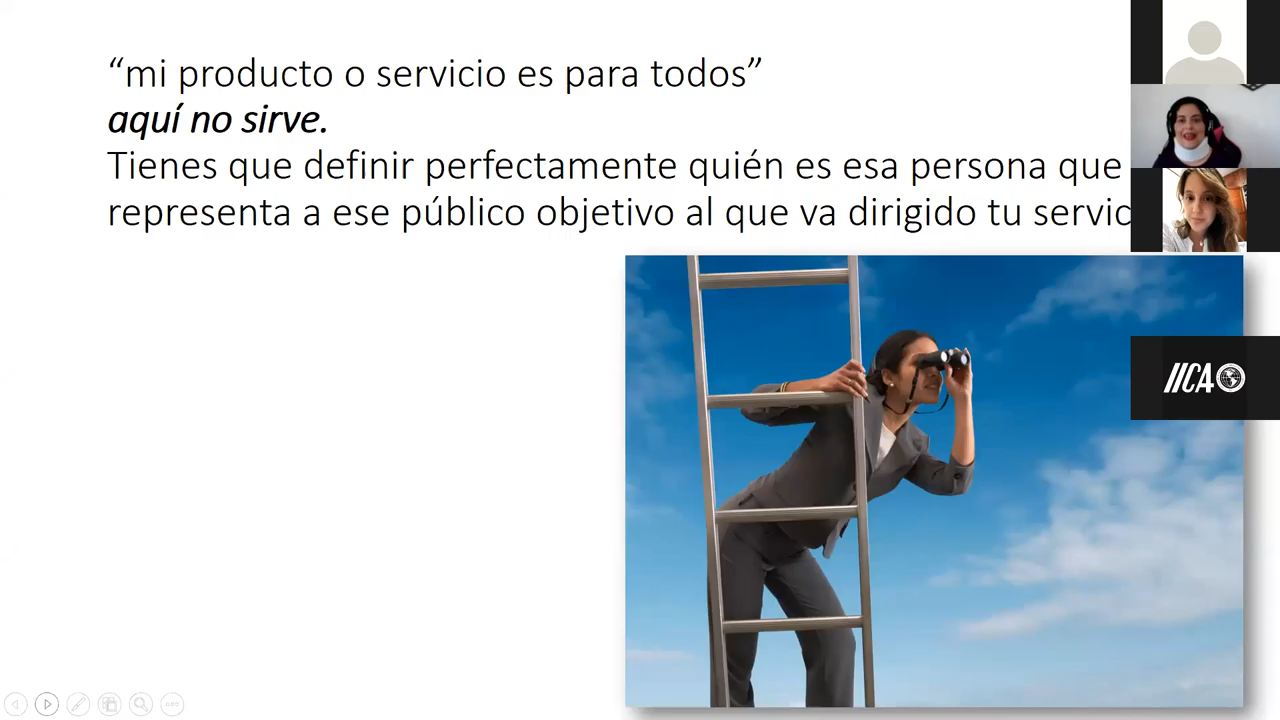 “mi producto o servicio es para todos”
aquí no sirve.
Tienes que definir perfectamente quién es esa persona que
representa a ese público objetivo al que va dirigido tu
IICA